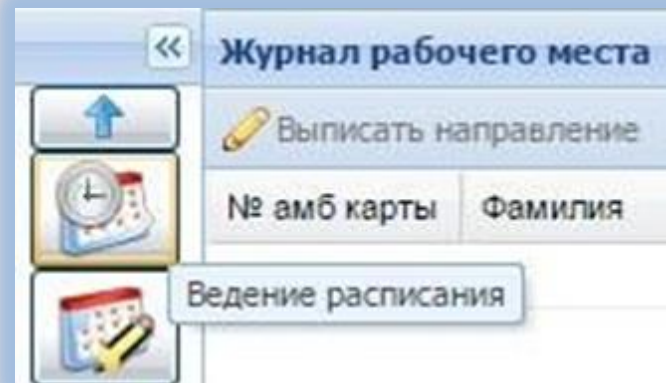 Журнал рабочего места
Выписать направление
№ амб карты Фамилия
Ведение расписания